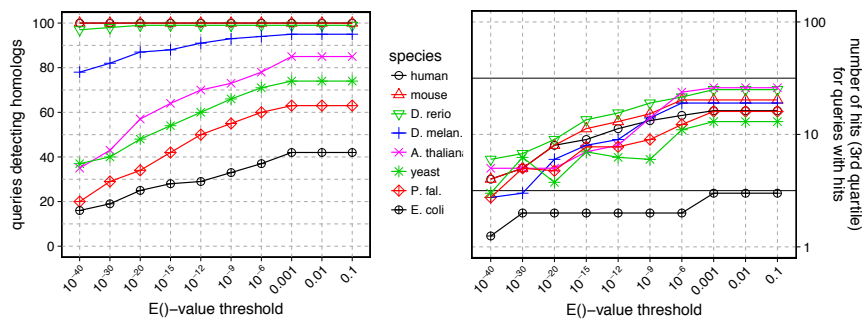 queries detecting homologs
100
80
60
40
20
0
10−40
10−30
10−20
10−15
10−12
10−9
10−6
0.001
0.01
0.1
E()−value threshold
species
human
mouse
D. rerio
D. melan.
A. thaliana
yeast
P. fal.
E. coli
100
10
1
number of hits (3rd quartile)
for queries with hits
10−40
10−30
10−20
10−15
10−12
10−9
10−6
0.001
0.01
0.1
E()−value threshold